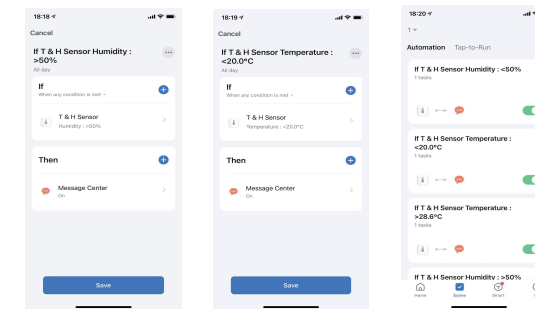 18:18
Cancel
If T & H Sensor Humidity :
>50%
All day
If
When any condition is met
T & H Sensor
Humidity : >50%
Then
Message Center
On
Save
18:19
Cancel
If T & H Sensor Temperature :
<20.0°C
All day
If
When any condition is met
T & H Sensor
Temperature : <20.0°C
Then
Message Center
On
Save
18:20
1
Automation Tap-to-Run
If T & H Sensor Humidity : <50%
1 tasks
If T & H Sensor Temperature :
<20.0°C
1 tasks
If T & H Sensor Temperature :
>28.6°C
1 tasks
If T & H Sensor Humidity : >50%
Home Scene Smart